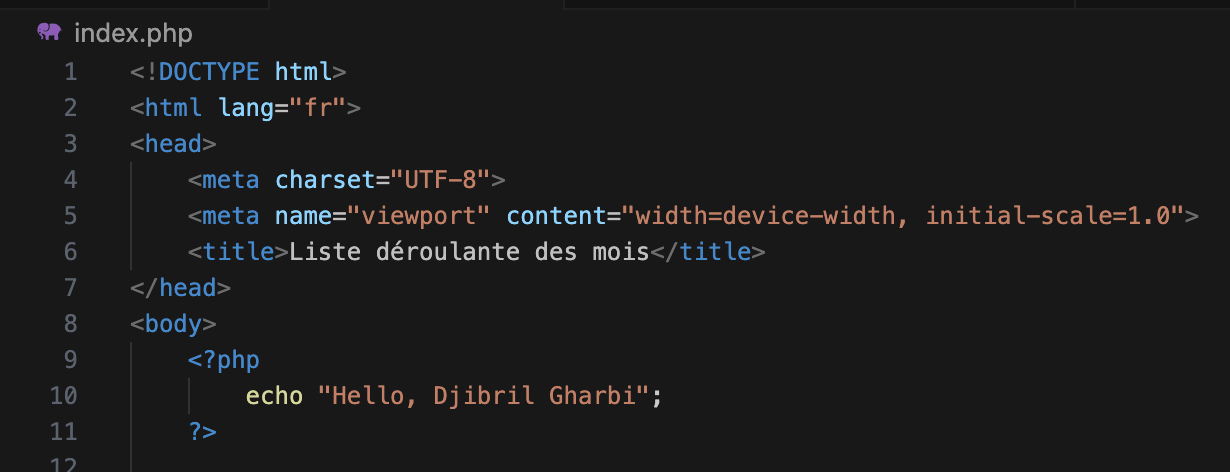 index.php
1 <!DOCTYPE html>
2 <html lang="fr">
3 <head>
4 <meta charset="UTF-8">
5 <meta name="viewport" content="width=device-width, initial-scale=1.0">
6 <title>Liste déroulante des mois</title>
7 </head>
8 <body>
9 <?php
10 echo "Hello, Djibril Gharbi";
11 ?>
12